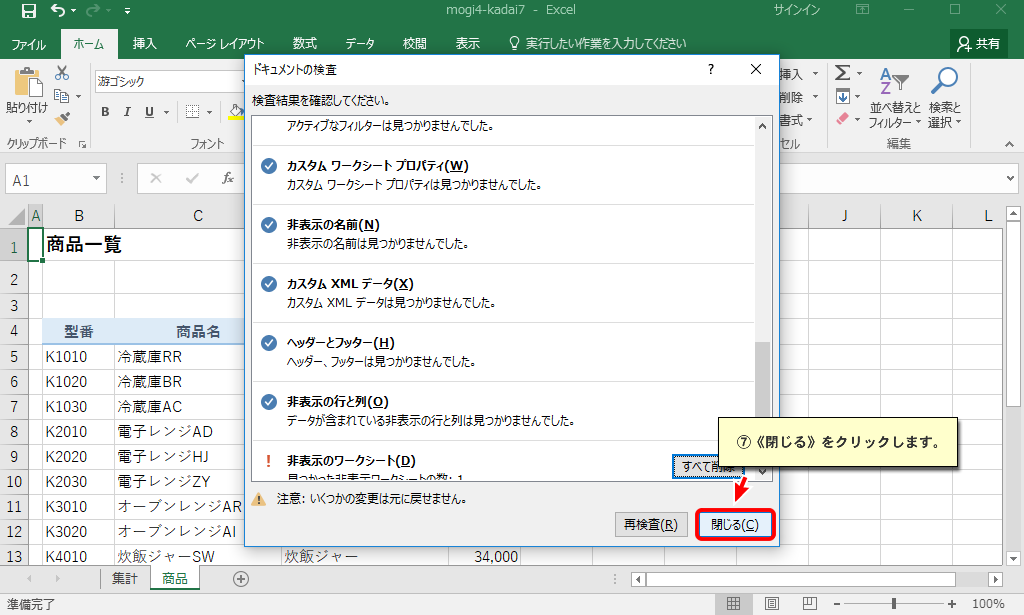 mogi4-kadai7 - Excel
サインイン
ファイル
ホーム
挿入
ページ レイアウト
数式
データ
校閲
表示
実行したい作業を入力してください
共有
貼り付け
クリップボード
游ゴシック
B I U
フォント
挿入
削除
書式
セル
Σ
並べ替えと
フィルター
検索と
選択
編集
A1
fx
A B C J K L
1 商品一覧
2
3
4 型番 商品名
5 K1010 冷蔵庫RR
6 K1020 冷蔵庫BR
7 K1030 冷蔵庫AC
8 K2010 電子レンジAD
9 K2020 電子レンジHJ
10 K2030 電子レンジZY
11 K3010 オーブンレンジAR
12 K3020 オーブンレンジAI
13 K4010 炊飯ジャーSW 炊飯ジャー 34,000
ドキュメントの検査
?
検査結果を確認してください。
アクティブなフィルターは見つかりませんでした。
カスタム ワークシート プロパティ(W)
カスタム ワークシート プロパティは見つかりませんでした。
非表示の名前(N)
非表示の名前は見つかりませんでした。
カスタム XML データ(X)
カスタム XML データは見つかりませんでした。
ヘッダーとフッター(H)
ヘッダー、フッターは見つかりませんでした。
非表示の行と列(O)
データが含まれている非表示の行と列は見つかりませんでした。
! 非表示のワークシート(D)
見つかった非表示ワークシートの数: 1
すべて削除
⑦《閉じる》をクリックします。
注意: いくつかの変更は元に戻せません。
再検査(R)
閉じる(C)
集計
商品
準備完了
100%